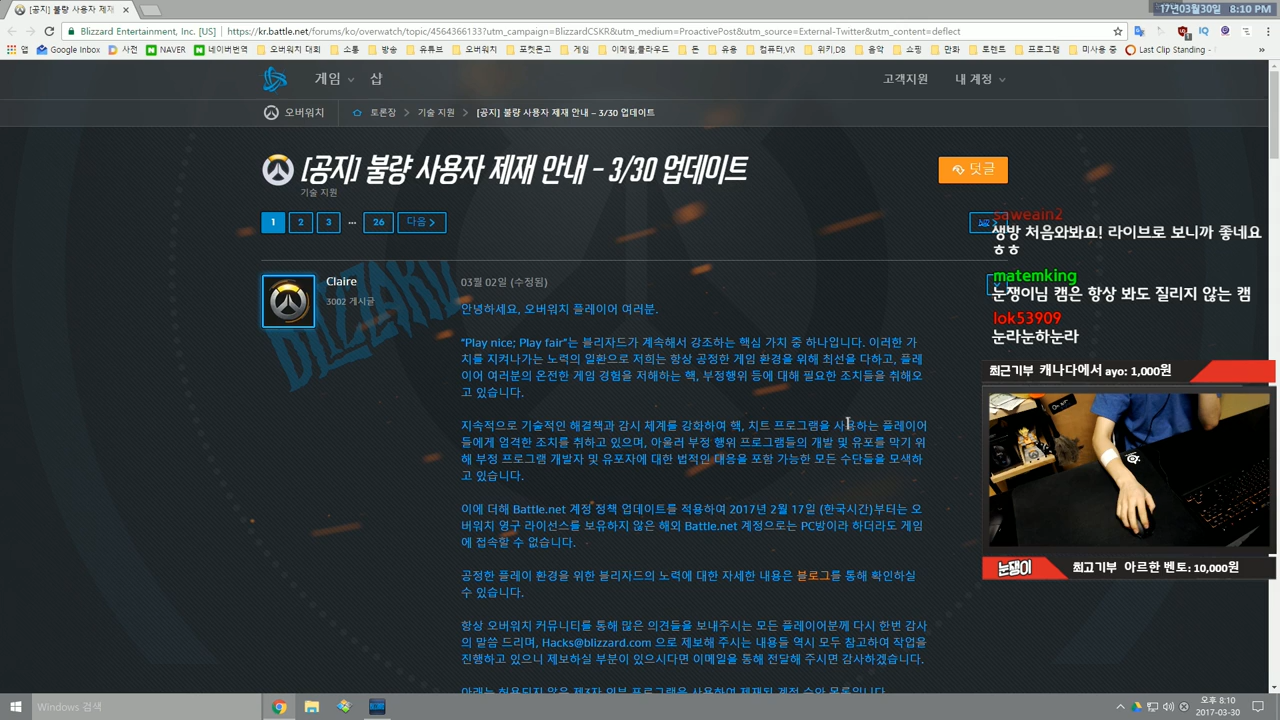 [공지] 불량 사용자 제재
17년03월30일 8:10 PM
Blizzard Entertainment, Inc. [US]
https://kr.battle.net/forums/ko/overwatch/topic/4564366133?utm_campaign=BlizzardCSKR&utm_medium=ProactivePost&utm_source=External-Twitter&utm_content=deflect
앱 Google Inbox 사전 NAVER 네이버번역 오버워치 대회 소통 방송 유튜브 오버워치 포켓몬고 게임 이메일,클라우드 돈 유용 컴퓨터,VR 위키,D 음악 쇼핑 만화 토렌트 프로그램 미사용 중 Last Clip Standing -
게임 샵 고객지원 내 계정
오버워치 토론장 기술 지원 [공지] 불량 사용자 제재 안내 – 3/30 업데이트
[공지] 불량 사용자 제재 안내 – 3/30 업데이트
기술 지원
덧글
1 2 3 ... 26 다음
saweain2
생방 처음와봐요! 라이브로 보니까 좋네요
ㅎㅎ
matemking
눈쟁이님 캠은 항상 봐도 질리지 않는 캠
lok53909
눈라눈하눈라
BLIZZARD
Claire
3002 게시글
03월 02일 (수정됨)
안녕하세요, 오버워치 플레이어 여러분.
“Play nice; Play fair”는 블리자드가 계속해서 강조하는 핵심 가치 중 하나입니다. 이러한 가
치를 지켜나가는 노력의 일환으로 저희는 항상 공정한 게임 환경을 위해 최선을 다하고, 플레
이어 여러분의 온전한 게임 경험을 저해하는 핵, 부정행위 등에 대해 필요한 조치들을 취해오
고 있습니다.
지속적으로 기술적인 해결책과 감시 체계를 강화하여 핵, 치트 프로그램을 사용하는 플레이어
들에게 엄격한 조치를 취하고 있으며, 아울러 부정 행위 프로그램들의 개발 및 유포를 막기 위
해 부정 프로그램 개발자 및 유포자에 대한 법적인 대응을 포함 가능한 모든 수단들을 모색하
고 있습니다.
이에 더해 Battle.net 계정 정책 업데이트를 적용하여 2017년 2월 17일 (한국시간)부터는 오
버워치 영구 라이선스를 보유하지 않은 해외 Battle.net 계정으로는 PC방이라 하더라도 게임
에 접속할 수 없습니다.
공정한 플레이 환경을 위한 블리자드의 노력에 대한 자세한 내용은 블로그를 통해 확인하실
수 있습니다.
항상 오버워치 커뮤니티를 통해 많은 의견들을 보내주시는 모든 플레이어분께 다시 한번 감사
의 말씀 드리며, Hacks@blizzard.com 으로 제보해 주시는 내용들 역시 모두 참고하여 작업을
진행하고 있으니 제보하실 부분이 있으시다면 이메일을 통해 전달해 주시면 감사하겠습니다.
아래는 허용되지 않은 제3자 외부 프로그램을 사용하여 제재된 계정 수와 목록입니다
최근기부 캐나다에서 ayo: 1,000원
눈쟁이 최고기부 아르한 벤토: 10,000원
Windows 검색
오후 8:10
2017-03-30